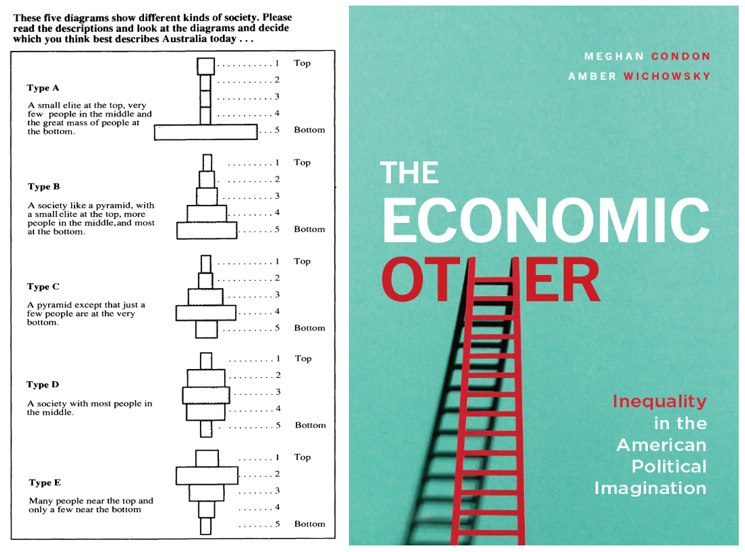 These five diagrams show different kinds of society. Please
read the descriptions and look at the diagrams and decide
which you think best describes Australia today . . .
Type A
A small elite at the top, very
few people in the middle and
the great mass of people at
the bottom.
1 Top
2
3
4
5 Bottom
Type B
A society like a pyramid, with
a small elite at the top, more
people in the middle,and most
at the bottom.
1 Top
2
3
4
5 Bottom
Type C
A pyramid except that just a
few people are at the very
bottom.
1 Top
2
3
4
5 Bottom
Type D
A society with most people in
the middle.
1 Top
2
3
4
5 Bottom
Type E
Many people near the top and
only a few near the bottom
1 Top
2
3
4
5 Bottom
MEGHAN CONDON
AMBER WICHOWSKY
THE
ECONOMIC
OTHER
Inequality
in the
American
Political
Imagination